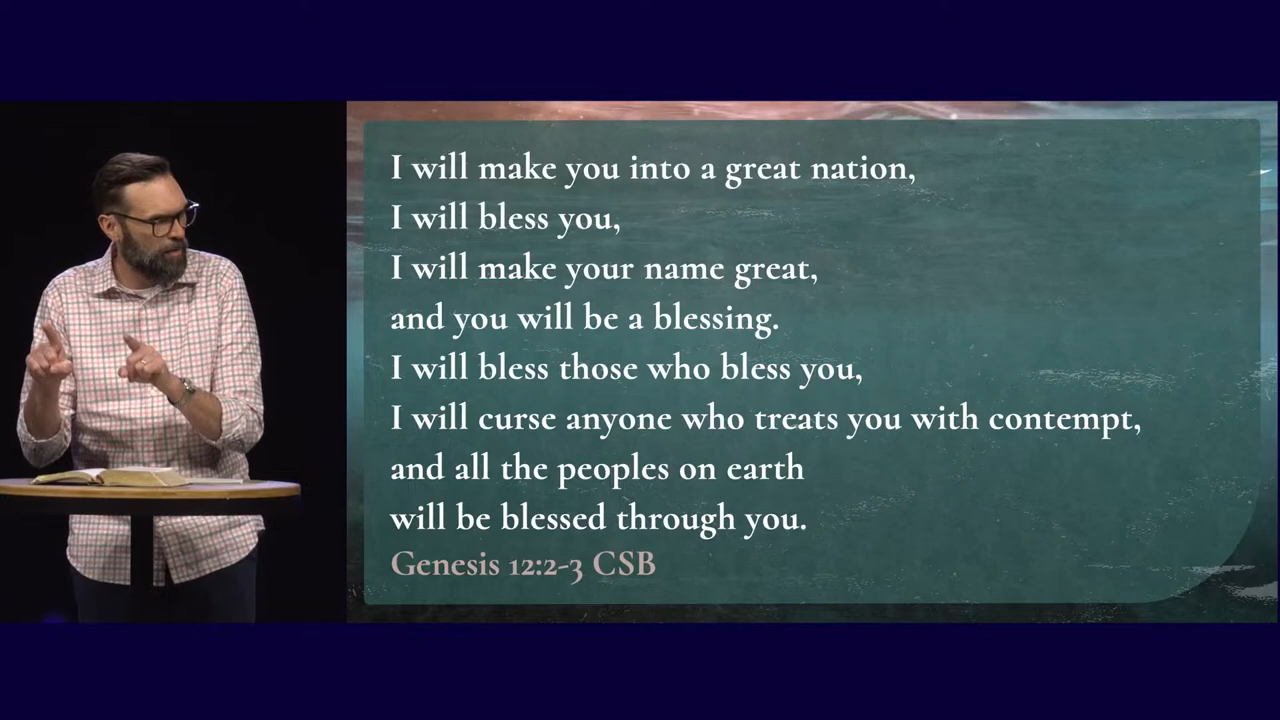 I will make you into a great nation,
I will bless you,
I will make your name great,
and you will be a blessing.
I will bless those who bless you,
I will curse anyone who treats you with contempt,
and all the peoples on earth
will be blessed through you.
Genesis 12:2-3 CSB